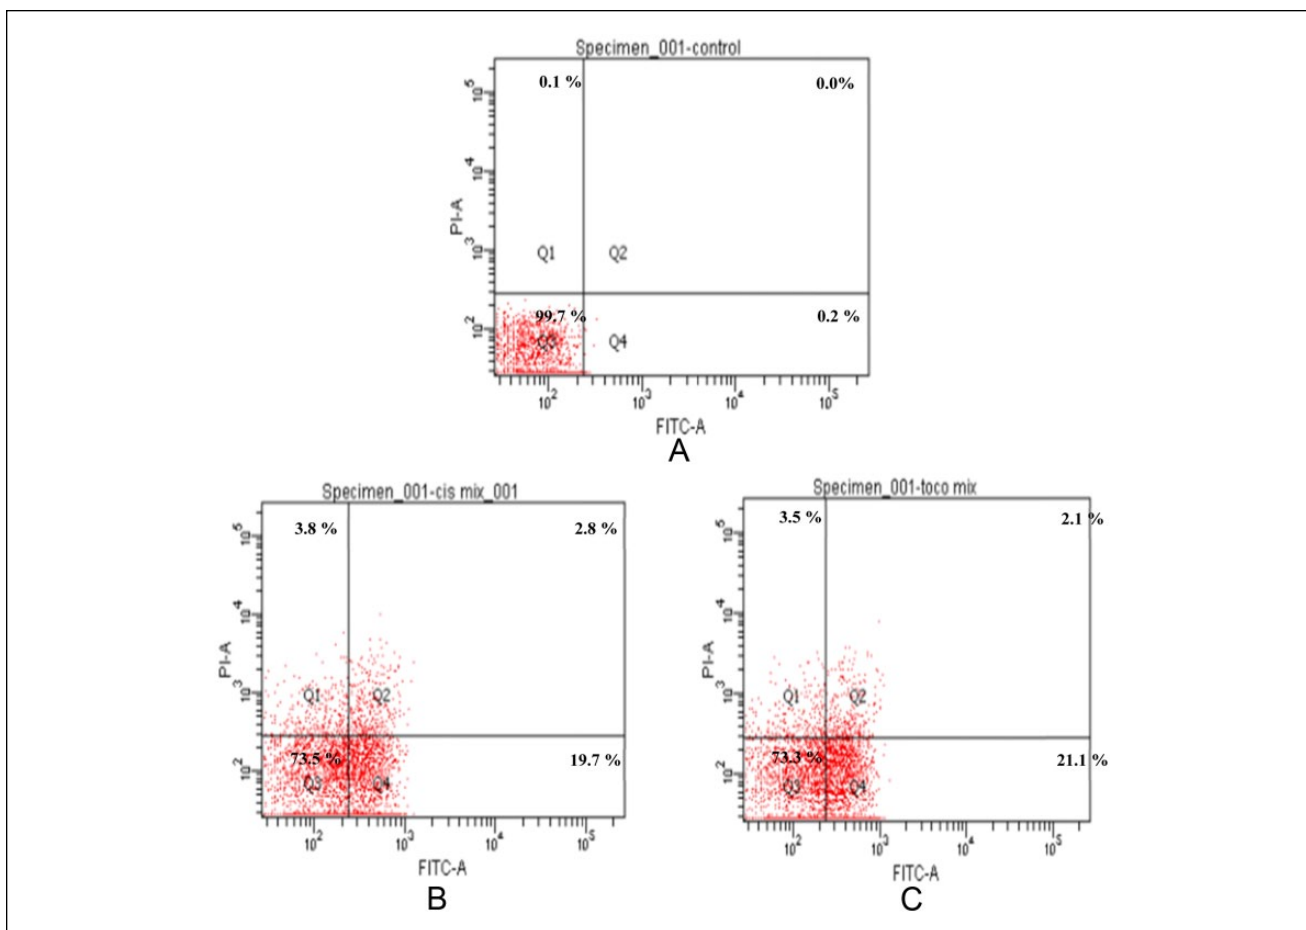 Specimen_001-control
0.1 %
0.0%
10^5
10^4
PI-A
10^3
Q1
Q2
99.7 %
0.2 %
10^2
Q3
Q4
10^2
10^3
10^4
10^5
FITC-A
A
Specimen_001-cis mix_001
3.8 %
2.8 %
10^5
10^4
PI-A
10^3
Q1
Q2
73.5 %
19.7 %
10^2
Q3
Q4
10^2
10^3
10^4
10^5
FITC-A
B
Specimen_001-toco mix
3.5 %
2.1 %
10^5
10^4
PI-A
10^3
Q1
Q2
73.3 %
21.1 %
10^2
Q3
Q4
10^2
10^3
10^4
10^5
FITC-A
C